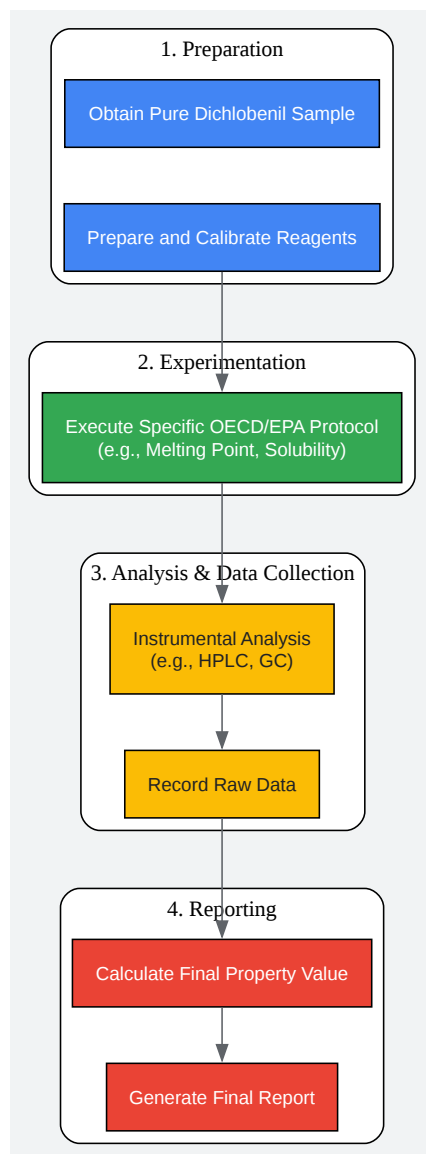 1. Preparation
Obtain Pure Dichlobenil Sample
Prepare and Calibrate Reagents
2. Experimentation
Execute Specific OECD/EPA Protocol
(e.g., Melting Point, Solubility)
3. Analysis & Data Collection
Instrumental Analysis
(e.g., HPLC, GC)
Record Raw Data
4. Reporting
Calculate Final Property Value
Generate Final Report